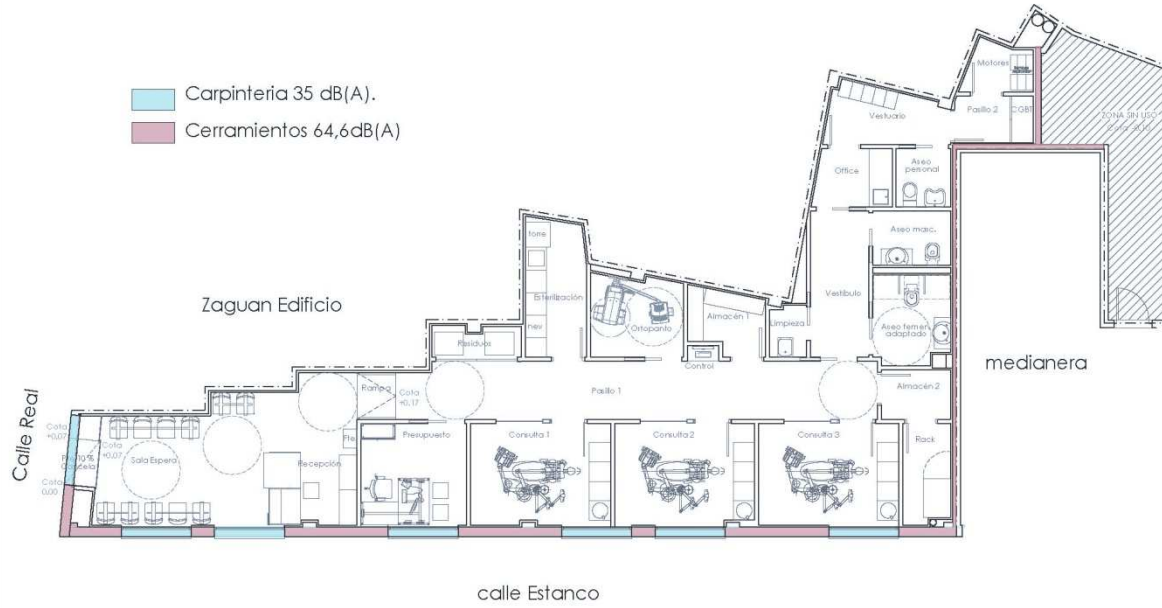 Carpinteria 35 dB(A).
Cerramientos 64,6dB(A)
Motores
Vestuario
Pasillo 2
CGBT
ZONA SIN USO
Aseo
personal
Office
Aseo masc.
Zaguan Edificio
Esterilización
nev
Ortopanto
Almacén 1
Limpieza
Vestíbulo
Aseo femen.
adaptado
Residuos
Control
medianera
Rampa
Cota
+0,17
Pasillo 1
Almacén 2
Calle Real
Cota
+0,07
Cota
+0,07
Sala Espera
Cota
0,00
Recepción
Presupuesto
Consulta 1
Consulta 2
Consulta 3
Rack
calle Estanco